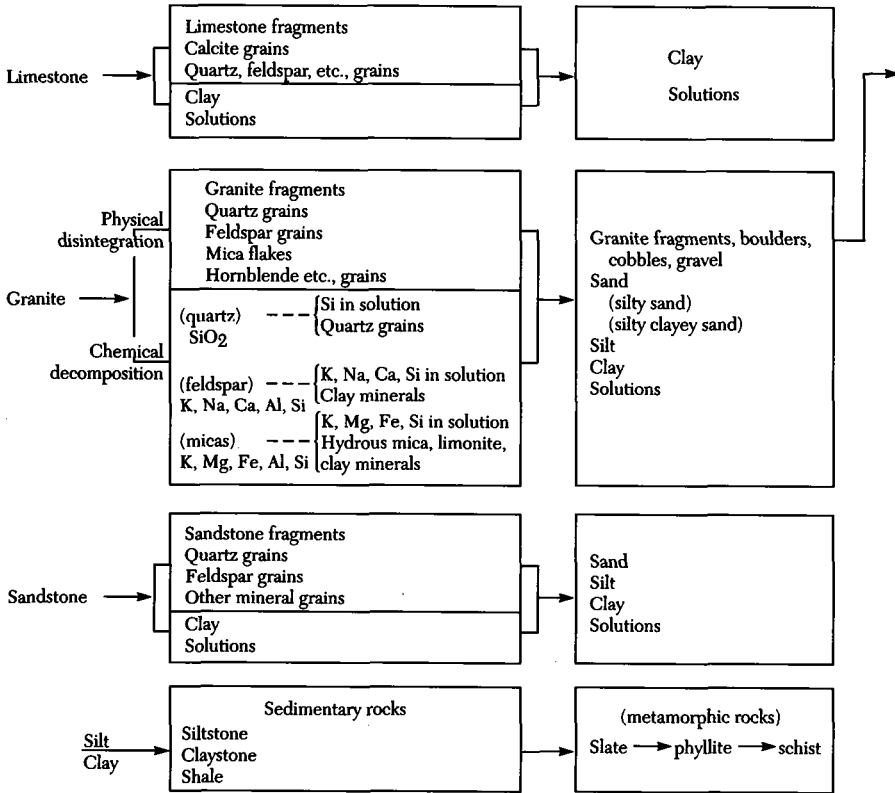 Limestone
Limestone fragments
Calcite grains
Quartz, feldspar, etc., grains
Clay
Solutions
Clay
Solutions
Granite
Physical
disintegration
Chemical
decomposition
Granite fragments
Quartz grains
Feldspar grains
Mica flakes
Hornblende etc., grains
(quartz)
SiO2
Si in solution
Quartz grains
(feldspar)
K, Na, Ca, Al, Si
K, Na, Ca, Si in solution
Clay minerals
(micas)
K, Mg, Fe, Al, Si
K, Mg, Fe, Si in solution
Hydrous mica, limonite,
clay minerals
Granite fragments, boulders,
cobbles, gravel
Sand
(silty sand)
(silty clayey sand)
Silt
Clay
Solutions
Sandstone
Sandstone fragments
Quartz grains
Feldspar grains
Other mineral grains
Clay
Solutions
Sand
Silt
Clay
Solutions
Silt
Clay
Sedimentary rocks
Siltstone
Claystone
Shale
(metamorphic rocks)
Slate phyllite schist